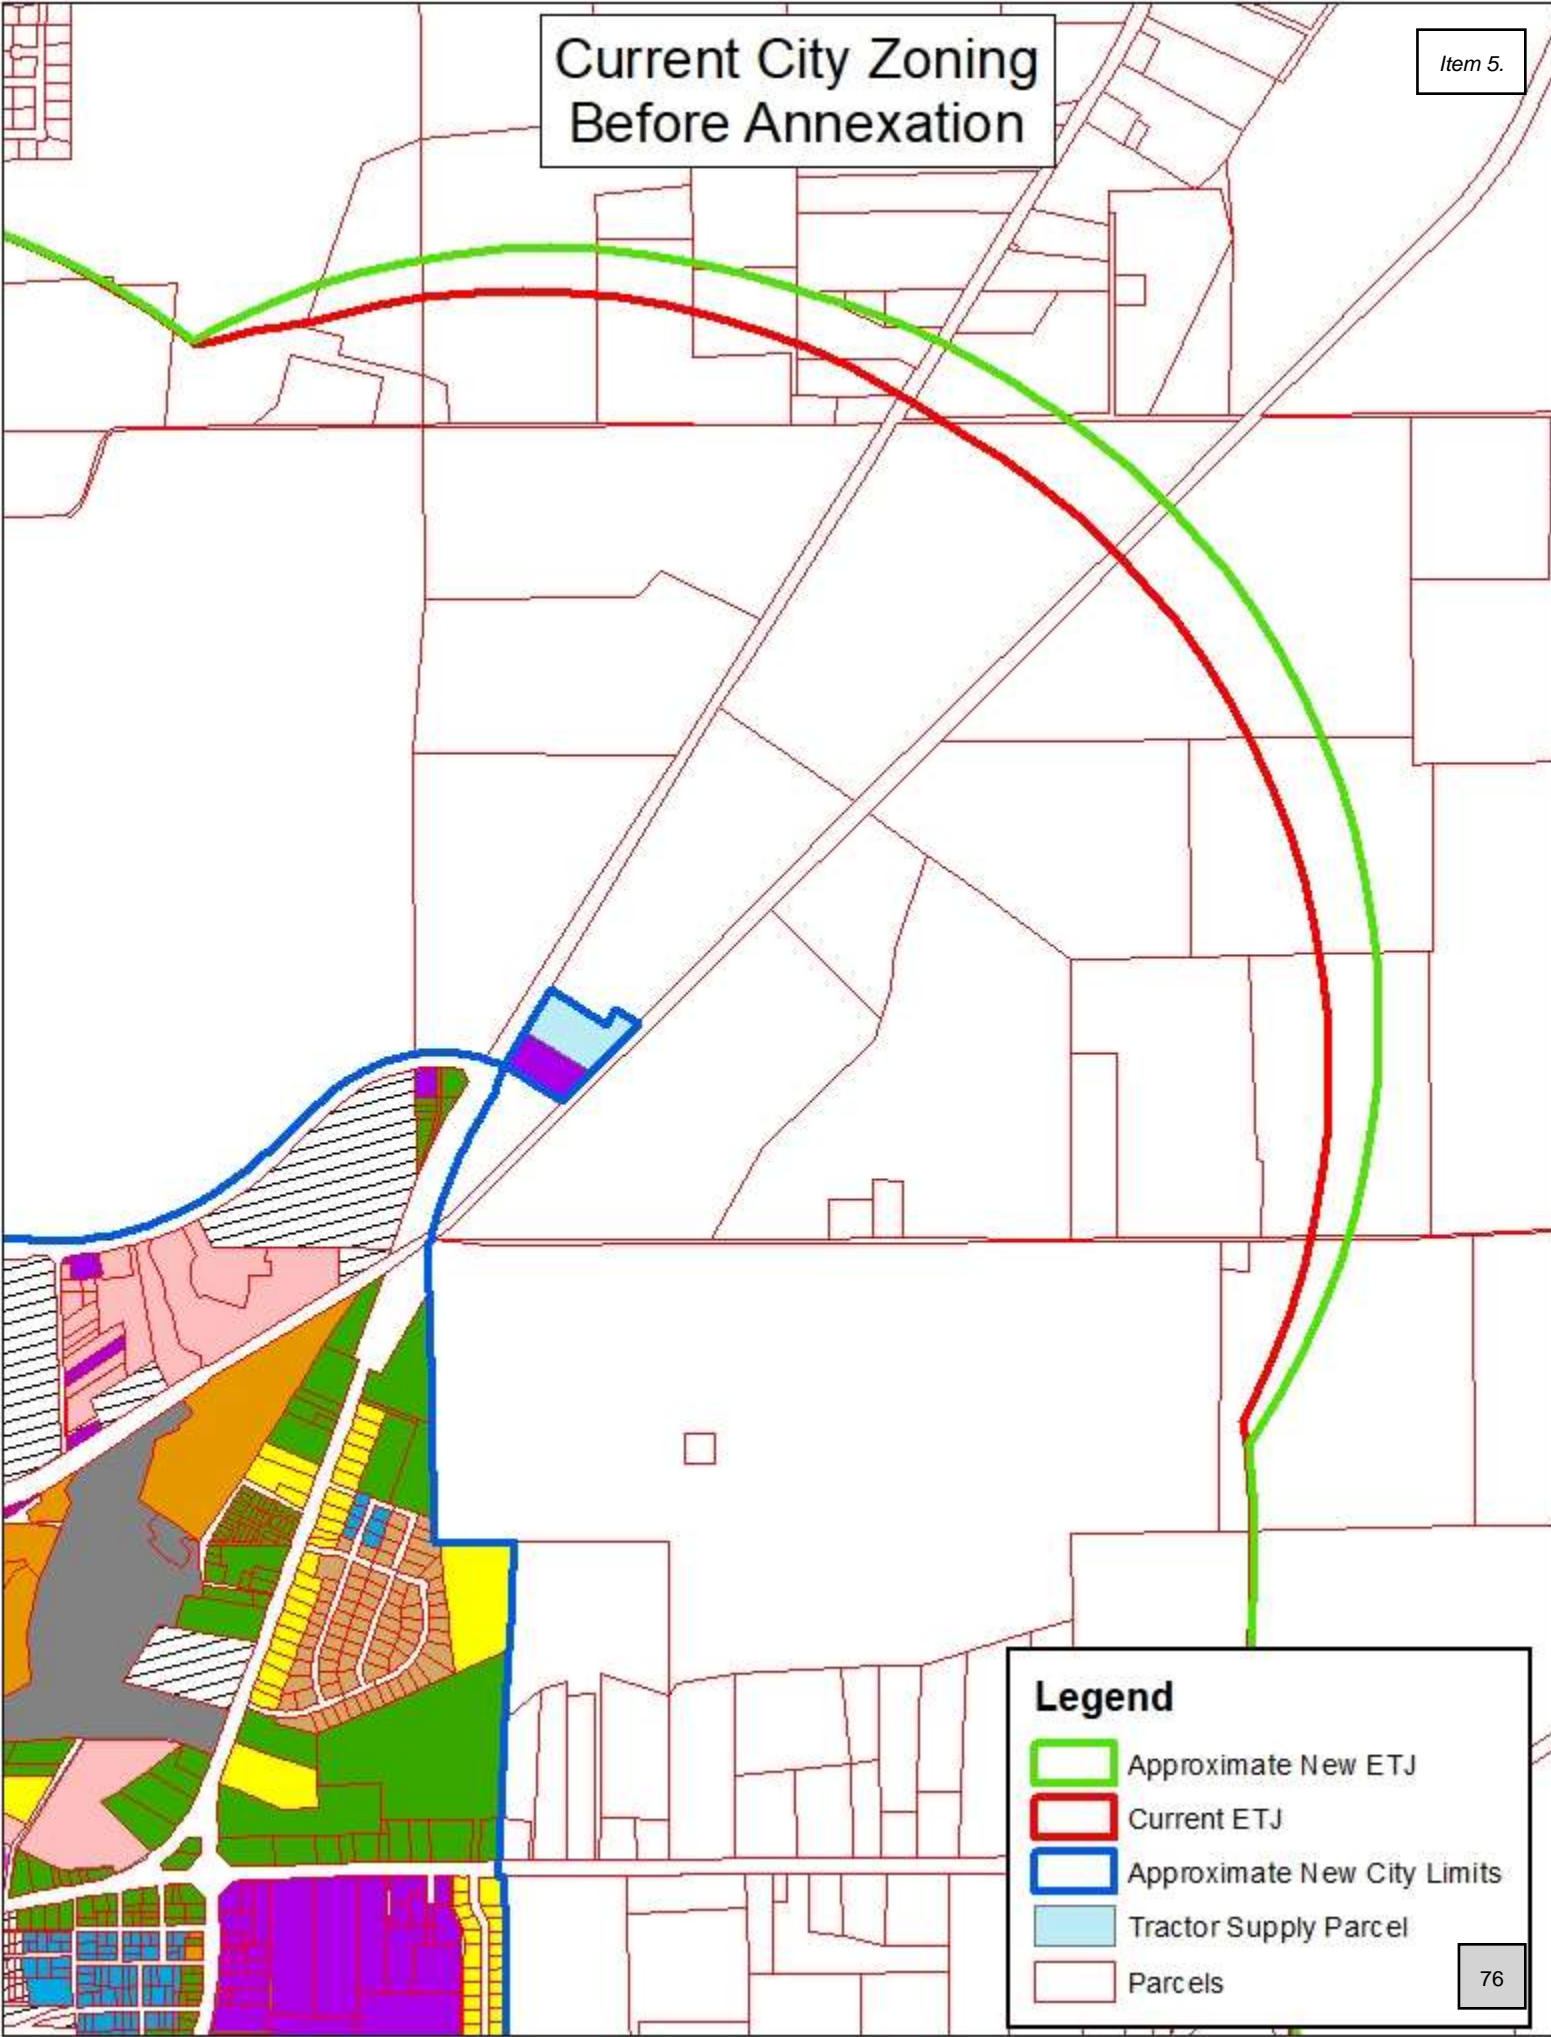 Current City Zoning
Before Annexation
Item 5.
Legend
Approximate New ETJ
Current ETJ
Approximate New City Limits
Tractor Supply Parcel
Parcels
76